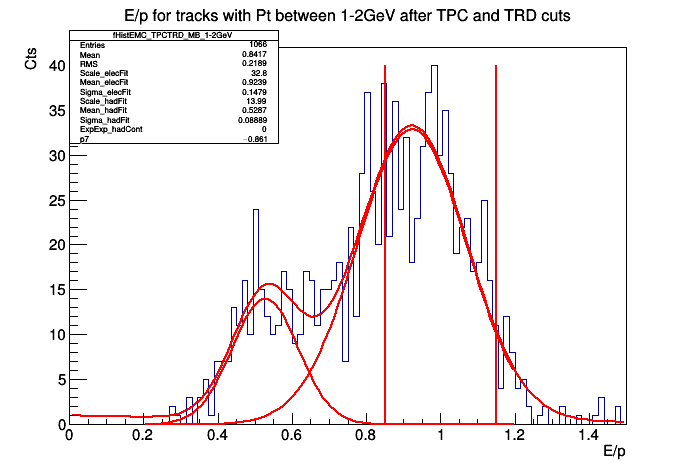 E/p for tracks with Pt between 1-2GeV after TPC and TRD cuts
fHistEMC_TPCTRD_MB_1-2GeV
Entries 1066
Mean 0.8417
RMS 0.2189
Scale_elecFit 32.8
Mean_elecFit 0.9239
Sigma_elecFit 0.1479
Scale_hadFit 13.99
Mean_hadFit 0.5287
Sigma_hadFit 0.08889
ExpExp_hadCont 0
p7 -0.861
Cts
40
35
30
25
20
15
10
5
0
0 0.2 0.4 0.6 0.8 1 1.2 1.4
E/p